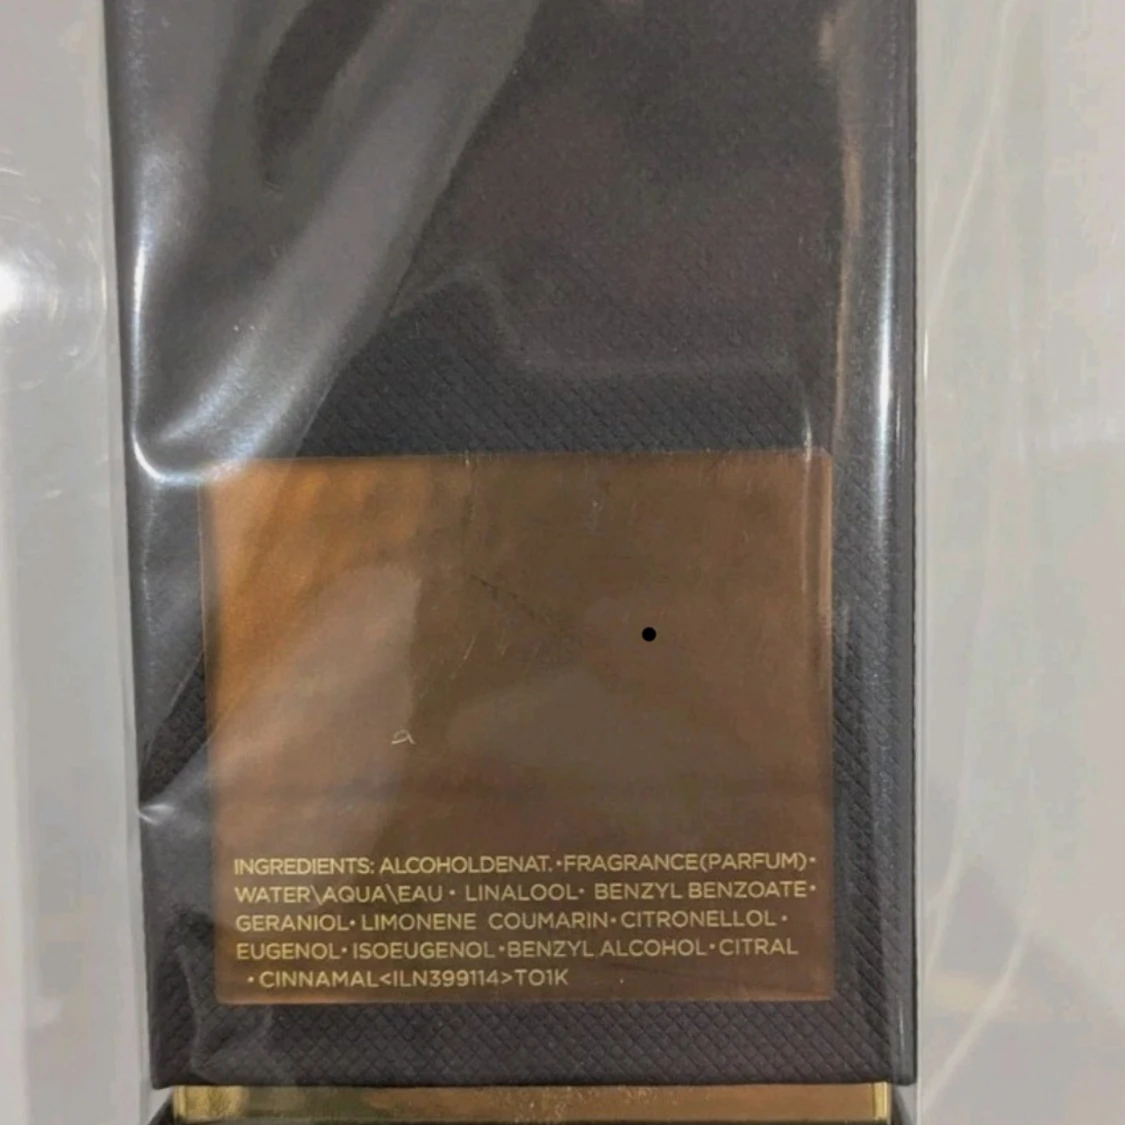 INGREDIENTS: ALCOHOLDENAT.•FRAGRANCE(PARFUM)•
WATER\AQUA\EAU• LINALOOL• BENZYL BENZOATE•
GERANIOL• LIMONENE COUMARIN•CITRONELLOL•
EUGENOL• ISOEUGENOL•BENZYL ALCOHOL•CITRAL
•CINNAMAL<ILN399114>TO1K